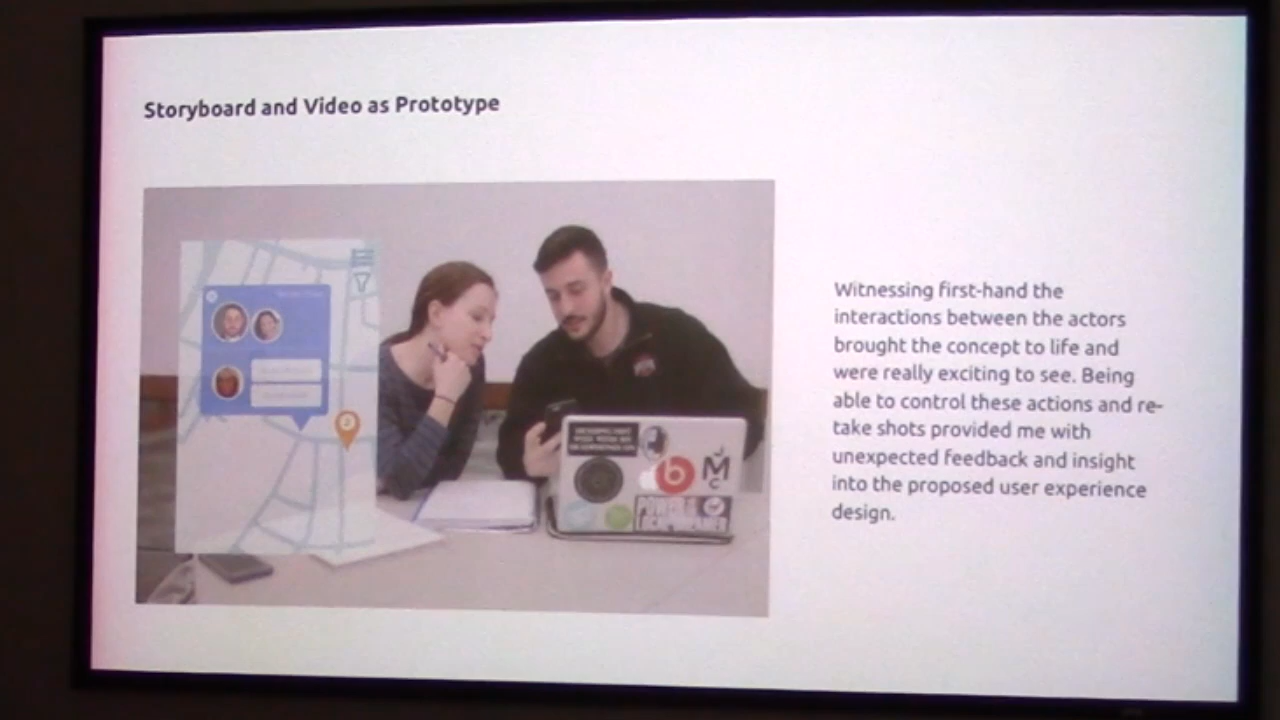 Storyboard and Video as Prototype
Witnessing first-hand the
interactions between the actors
brought the concept to life and
were really exciting to see. Being
able to control these actions and re-
take shots provided me with
unexpected feedback and insight
into the proposed user experience
design.
J
M
C